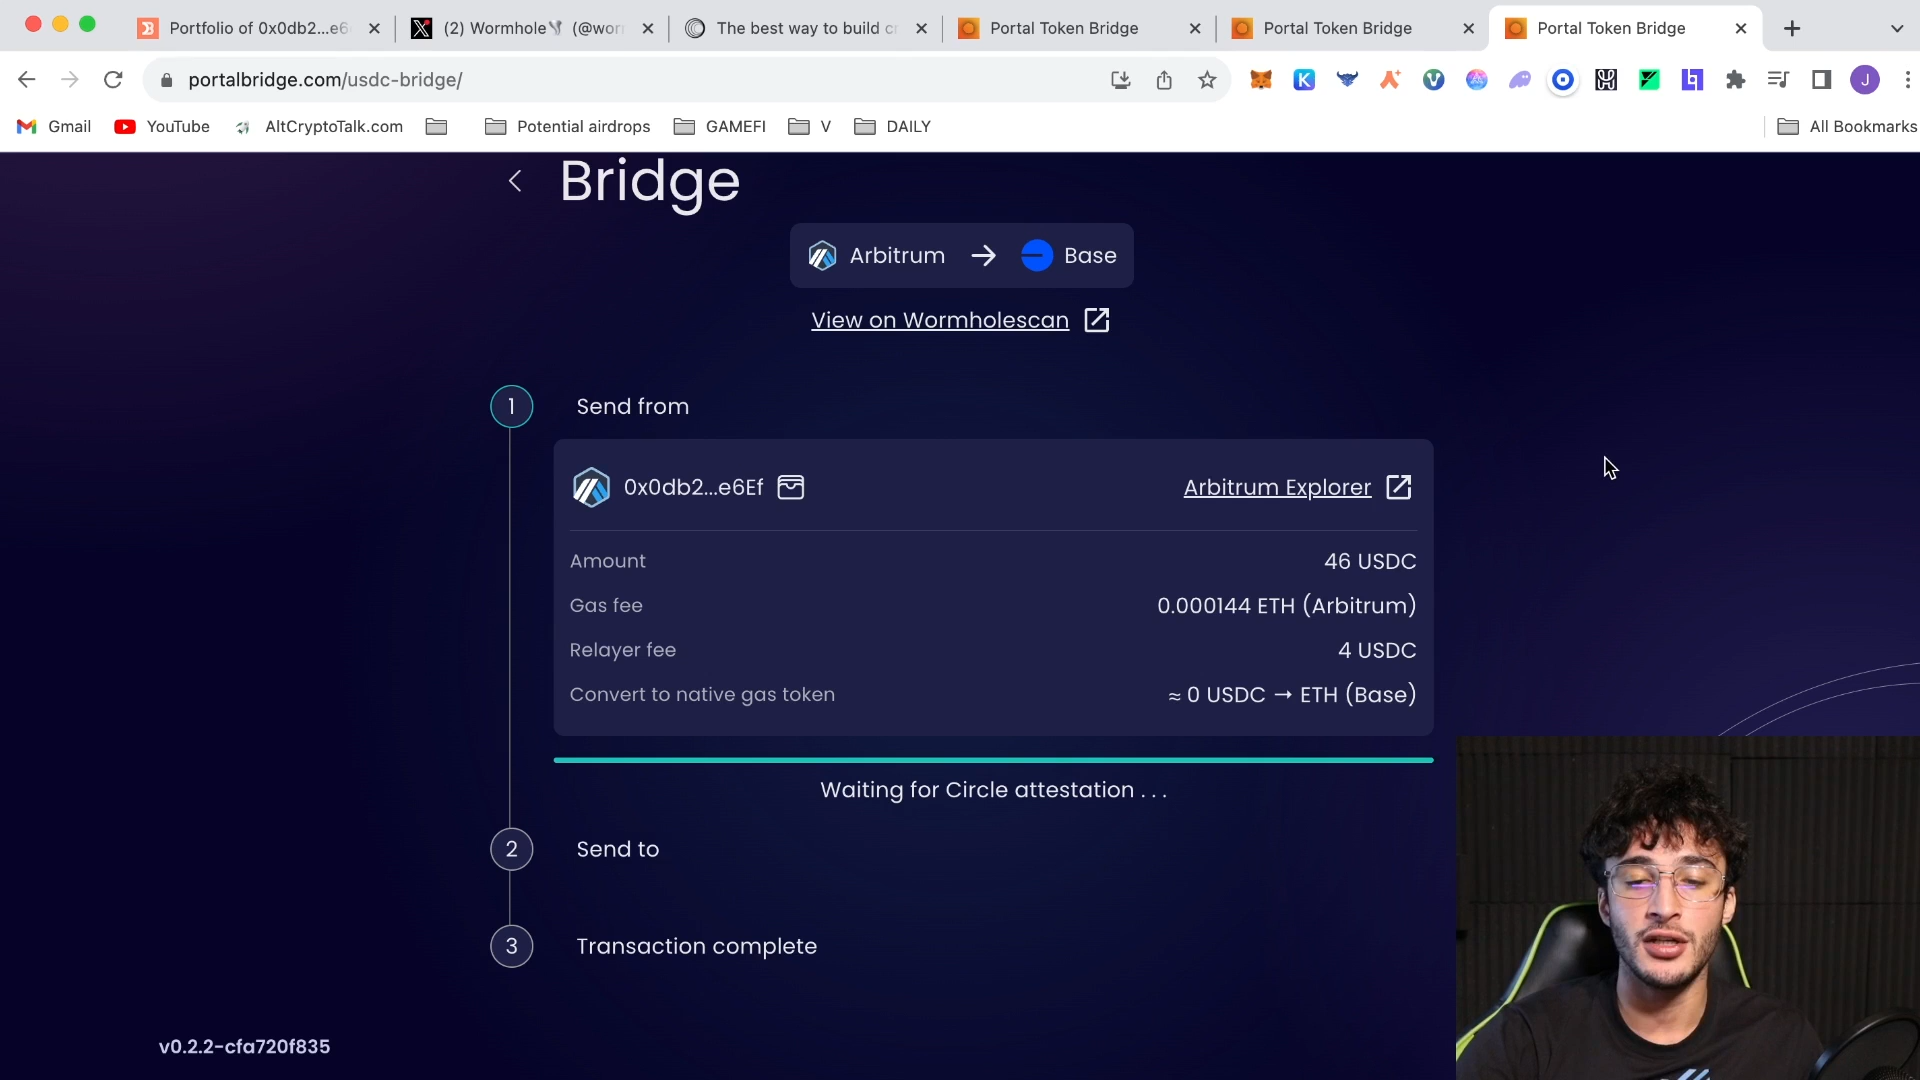 Portfolio of 0x0db2...e6
(2) Wormhole (@wor
The best way to build c
Portal Token Bridge
Portal Token Bridge
Portal Token Bridge
portalbridge.com/usdc-bridge/
J
Gmail
YouTube
AltCryptoTalk.com
Potential airdrops
GAMEFI
V
DAILY
All Bookmarks
Bridge
Arbitrum → Base
View on Wormholescan
1 Send from
0x0db2...e6Ef
Arbitrum Explorer
Amount 46 USDC
Gas fee 0.000144 ETH (Arbitrum)
Relayer fee 4 USDC
Convert to native gas token ≈ 0 USDC → ETH (Base)
Waiting for Circle attestation . . .
2 Send to
3 Transaction complete
v0.2.2-cfa720f835